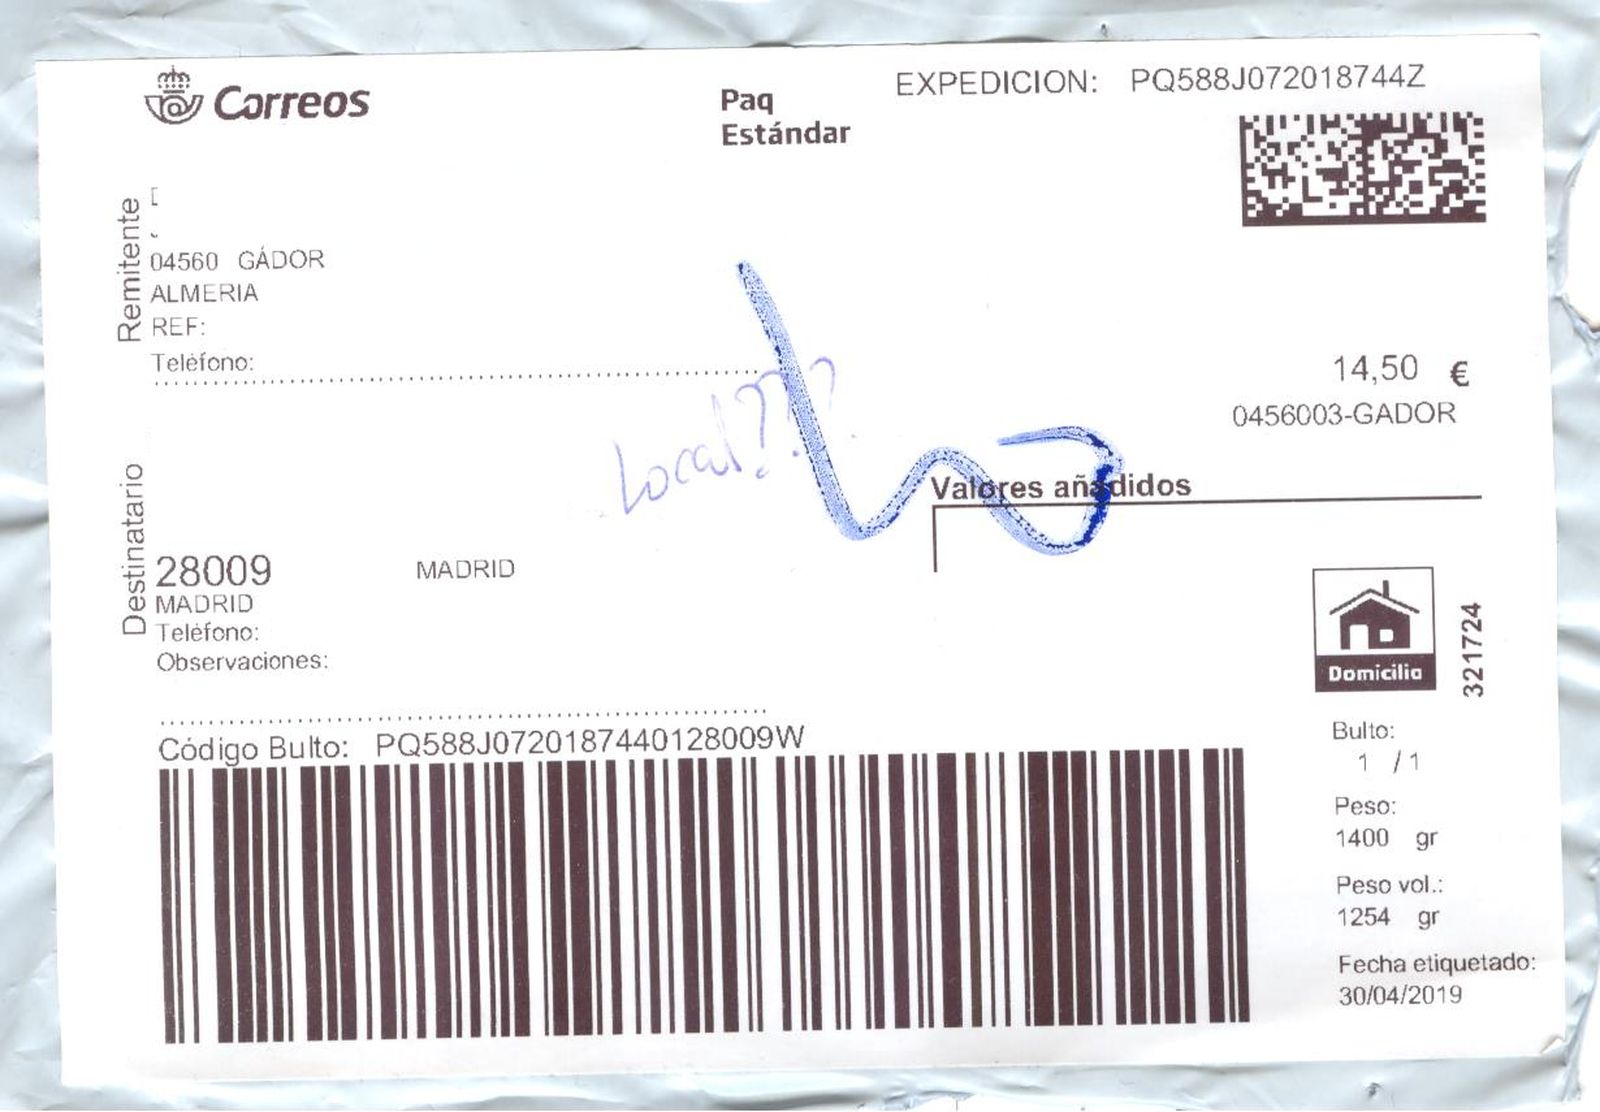 Correos
Paq
Estándar
EXPEDICION: PQ588J072018744Z
Remitente
04560 GÁDOR
ALMERIA
REF:
Teléfono:
14,50 €
0456003-GADOR
Local???
Valores añadidos
Destinatario
28009 MADRID
MADRID
Teléfono:
Observaciones:
Domicilio
321724
Código Bulto: PQ588J0720187440128009W
Bulto:
1 / 1
Peso:
1400 gr
Peso vol.:
1254 gr
Fecha etiquetado:
30/04/2019